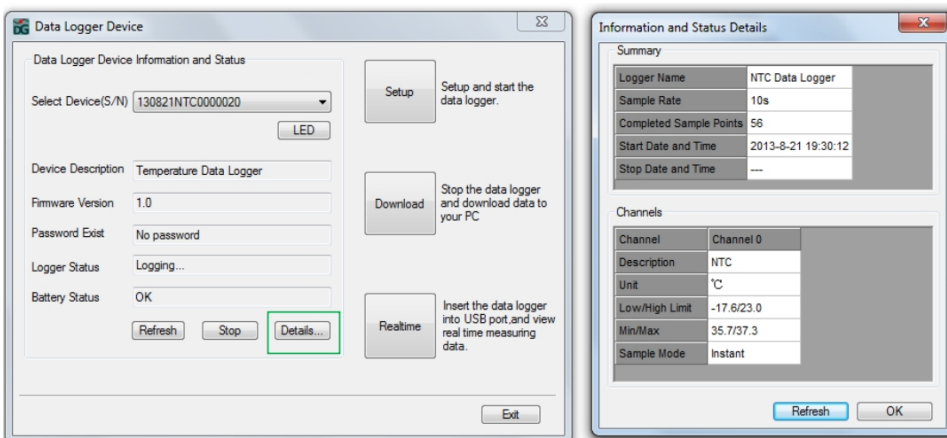 DG Data Logger Device
Data Logger Device Information and Status
Select Device(S/N) 130821NTC0000020
LED
Device Description Temperature Data Logger
Firmware Version 1.0
Password Exist No password
Logger Status Logging...
Battery Status OK
Refresh Stop Details...
Setup Setup and start the
data logger.
Download Stop the data logger
and download data to
your PC
Realtime Insert the data logger
into USB port,and view
real time measuring
data.
Exit
Information and Status Details
Summary
Logger Name NTC Data Logger
Sample Rate 10s
Completed Sample Points 56
Start Date and Time 2013-8-21 19:30:12
Stop Date and Time ---
Channels
Channel Channel 0
Description NTC
Unit ℃
Low/High Limit -17.6/23.0
Min/Max 35.7/37.3
Sample Mode Instant
Refresh OK